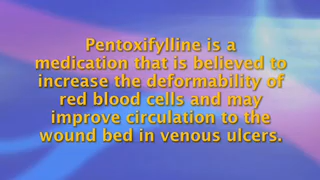 Pentoxifylline is a
medication that is believed to
increase the deformability of
red blood cells and may
improve circulation to the
wound bed in venous ulcers.